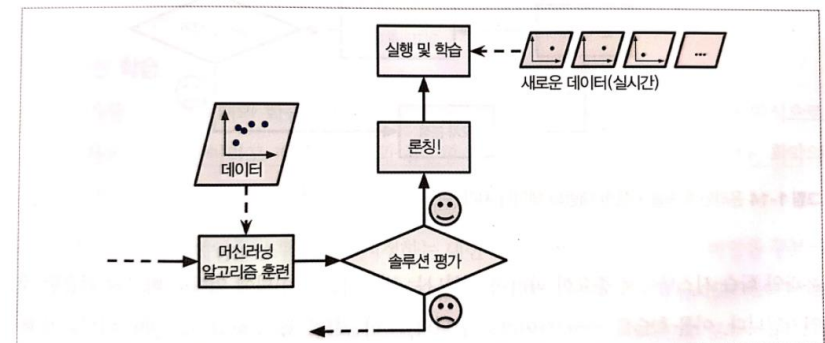 실행 및 학습
...
새로운 데이터(실시간)
론칭!
데이터
머신러닝
알고리즘 훈련
솔루션 평가